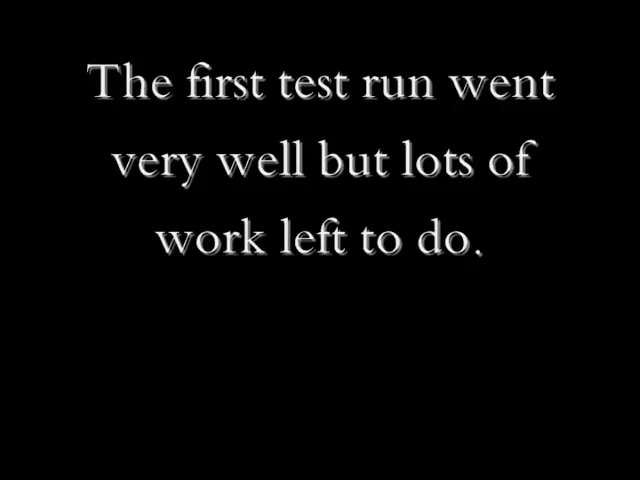 The first test run went
very well but lots of
work left to do.